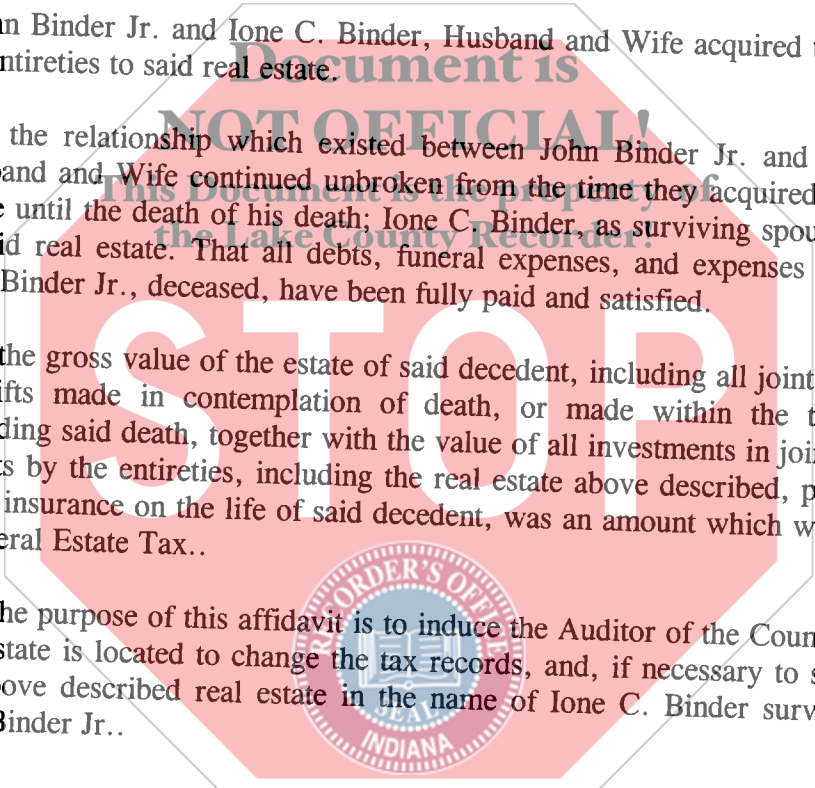 n Binder Jr. and Ione C. Binder, Husband and Wife acquired t
ntireties to said real estate.
Document is
NOT OFFICIAL!
the relationship which existed between John Binder Jr. and
and and Wife continued unbroken from the time they acquired
This Document is the property of
e until the death of his death; Ione C. Binder, as surviving spou
the Lake County Recorder!
id real estate. That all debts, funeral expenses, and expenses
Binder Jr., deceased, have been fully paid and satisfied.
STOP
the gross value of the estate of said decedent, including all joint
ifts made in contemplation of death, or made within the t
ding said death, together with the value of all investments in joi
s by the entireties, including the real estate above described, p
insurance on the life of said decedent, was an amount which w
eral Estate Tax..
RECORDER'S OFFICE
he purpose of this affidavit is to induce the Auditor of the Coun
state is located to change the tax records, and, if necessary to s
ove described real estate in the name of Ione C. Binder surv
Binder Jr..
SEAL
INDIANA